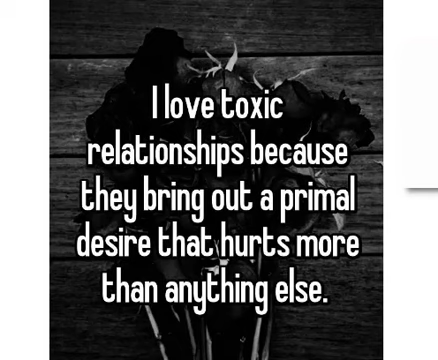 I love toxic
relationships because
they bring out a primal
desire that hurts more
than anything else.